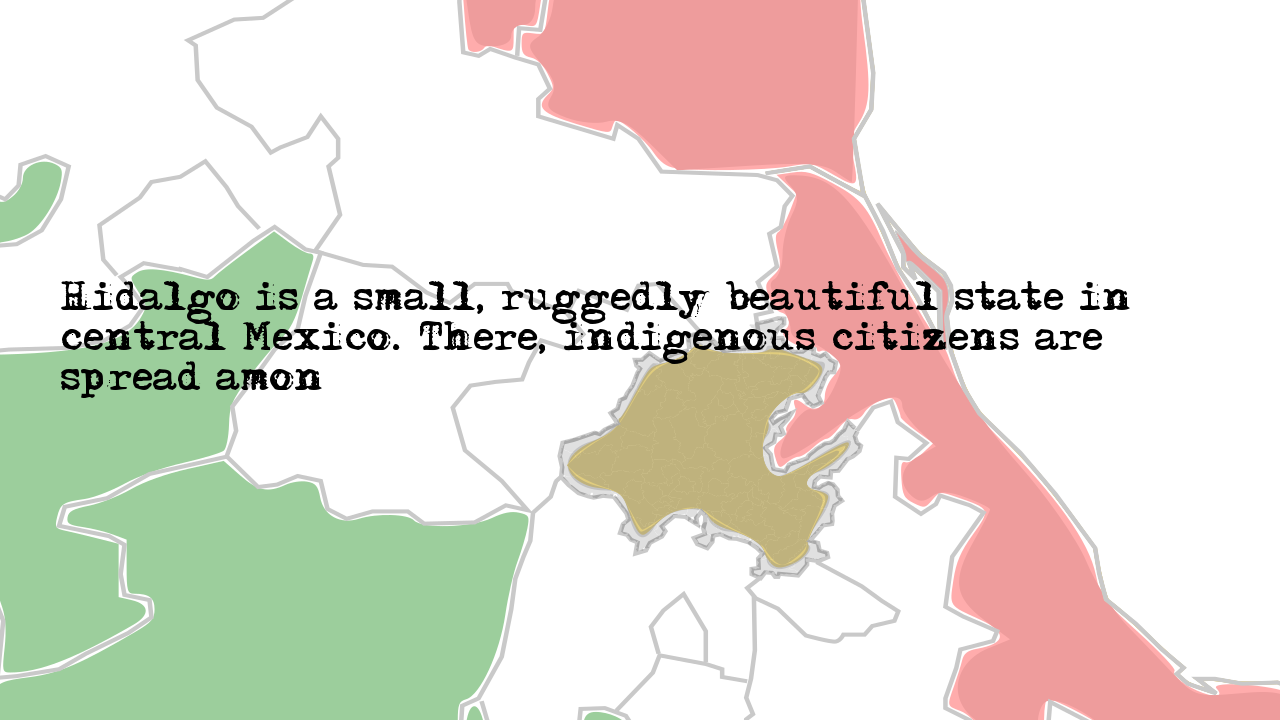 Hidalgo is a small, ruggedly beautiful state in
central Mexico. There, indigenous citizens are
spread amon